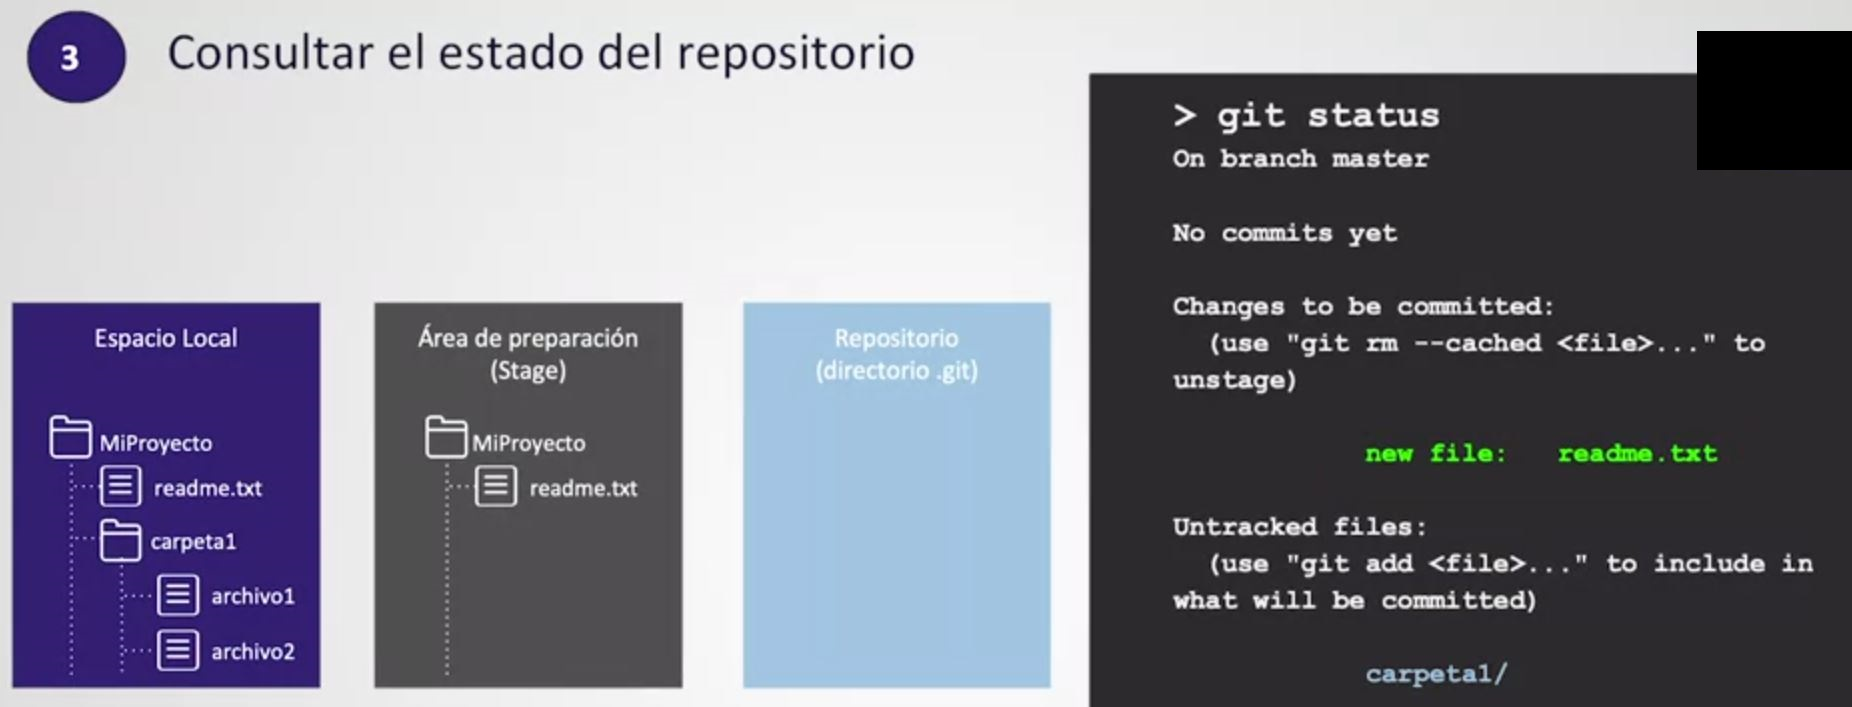 3
Consultar el estado del repositorio
Espacio Local
MiProyecto
readme.txt
carpeta1
archivo1
archivo2
Área de preparación
(Stage)
MiProyecto
readme.txt
Repositorio
(directorio .git)
> git status
On branch master
No commits yet
Changes to be committed:
(use "git rm --cached <file>..." to
unstage)
new file: readme.txt
Untracked files:
(use "git add <file>..." to include in
what will be committed)
carpeta1/